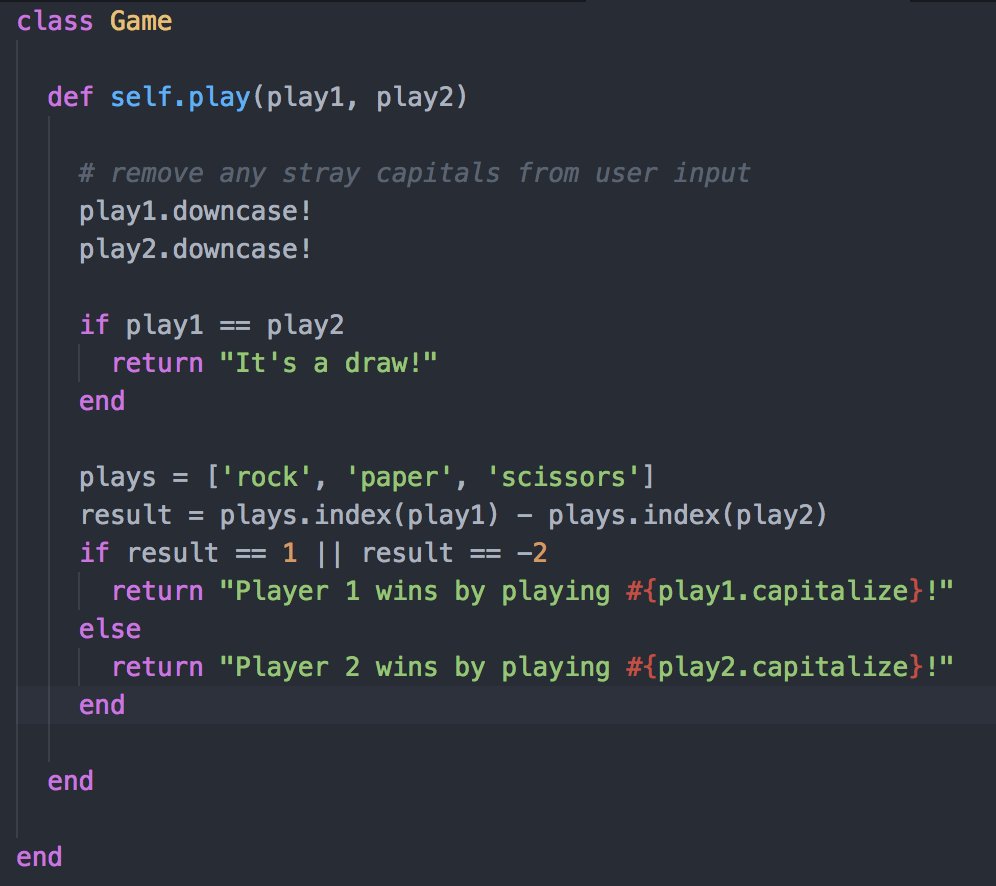 class Game
def self.play(play1, play2)
# remove any stray capitals from user input
play1.downcase!
play2.downcase!
if play1 == play2
return "It's a draw!"
end
plays = ['rock', 'paper', 'scissors']
result = plays.index(play1) - plays.index(play2)
if result == 1 || result == -2
return "Player 1 wins by playing #{play1.capitalize}!"
else
return "Player 2 wins by playing #{play2.capitalize}!"
end
end
end